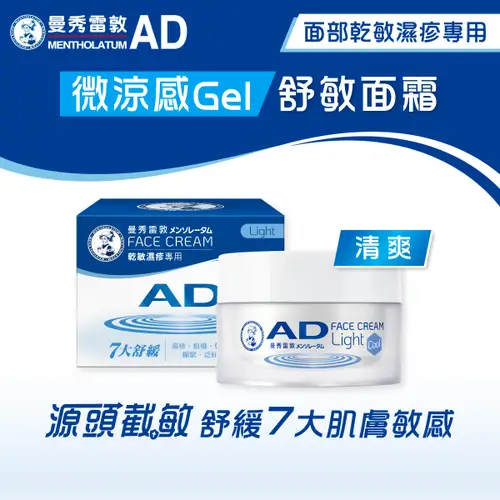 曼秀雷敦
MENTHOLATUM AD
面部乾敏濕疹專用
微涼感Gel 舒敏面霜
曼秀雷敦 メンソレータム
FACE CREAM
乾敏濕疹專用
Light
AD
7大舒緩
清爽
AD FACE CREAM
曼秀雷敦 メンソレータム Light Cool
源頭截敏 舒緩7大肌膚敏感